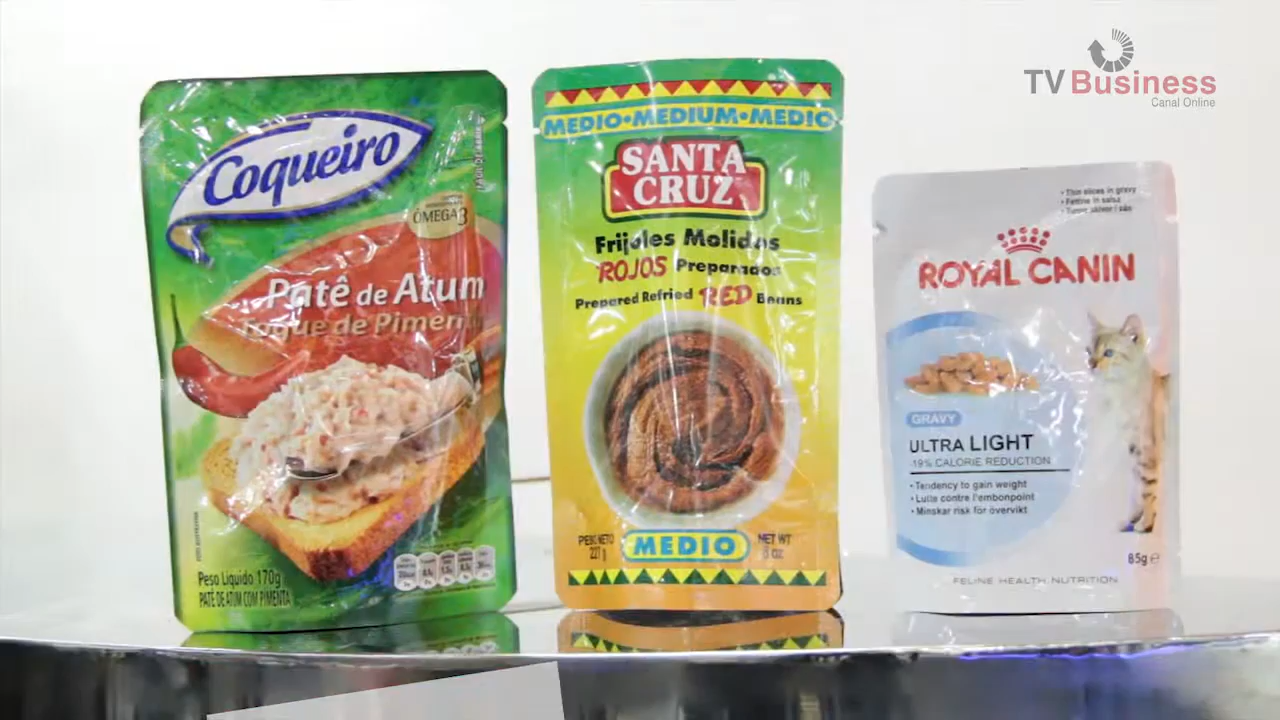 TV Business
Canal Online
Coqueiro
ÔMEGA3
Patê de Atum
Toque de Pimenta
Peso Líquido 170g
PATÊ DE ATUM COM PIMENTA
MEDIO•MEDIUM•MEDIO
SANTA
CRUZ
Frijoles Molidos
ROJOS Preparados
Prepared Refried RED Beans
PESO NETO
227 g
MEDIO
NET WT
8 OZ
• Thin slices in gravy
ROYAL CANIN
GRAVY
ULTRA LIGHT
19% CALORIE REDUCTION
• Tendency to gain weight
• Lutte contre l'embonpoint
• Minskar risk för övervikt
85g e
FELINE HEALTH NUTRITION